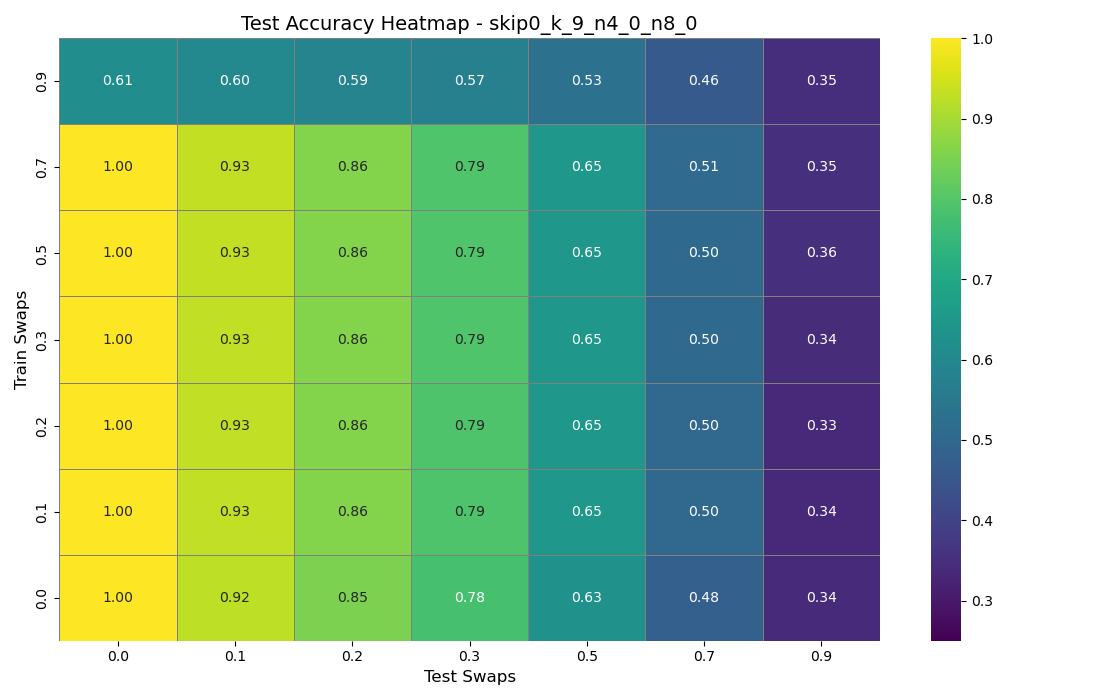 Test Accuracy Heatmap - skip0_k_9_n4_0_n8_0
Train Swaps
0.9 0.61 0.60 0.59 0.57 0.53 0.46 0.35
0.7 1.00 0.93 0.86 0.79 0.65 0.51 0.35
0.5 1.00 0.93 0.86 0.79 0.65 0.50 0.36
0.3 1.00 0.93 0.86 0.79 0.65 0.50 0.34
0.2 1.00 0.93 0.86 0.79 0.65 0.50 0.33
0.1 1.00 0.93 0.86 0.79 0.65 0.50 0.34
0.0 1.00 0.92 0.85 0.78 0.63 0.48 0.34
0.0 0.1 0.2 0.3 0.5 0.7 0.9
Test Swaps
1.0
0.9
0.8
0.7
0.6
0.5
0.4
0.3